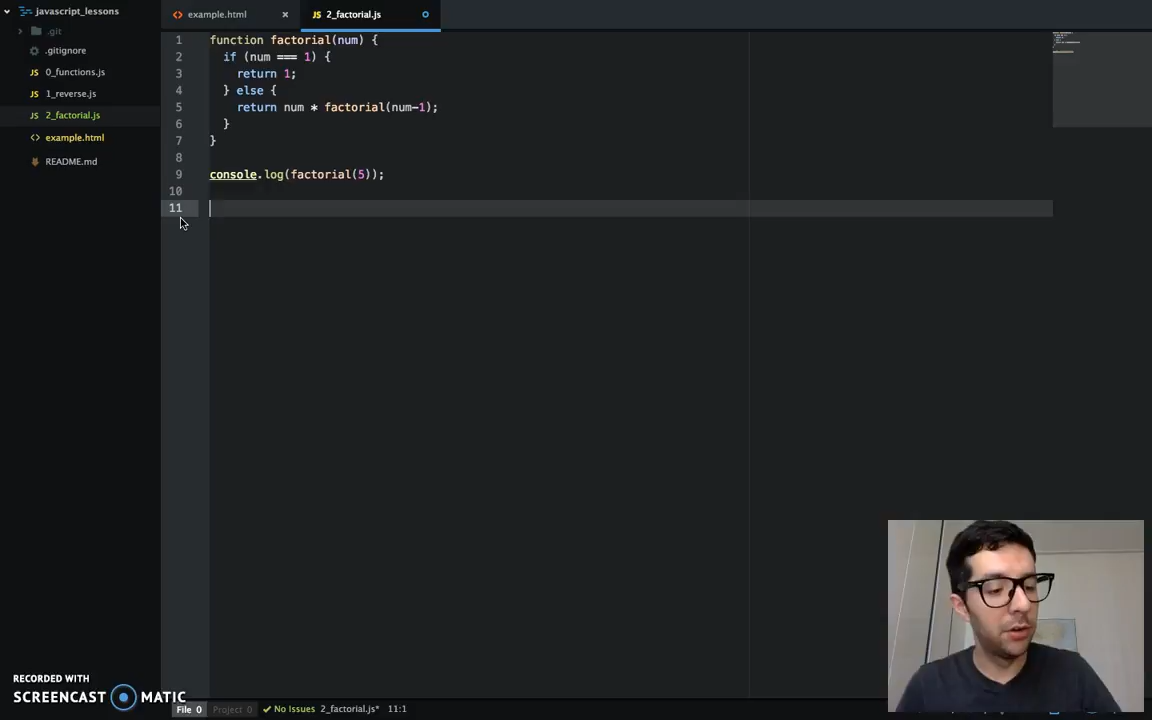 javascript_lessons
.git
.gitignore
0_functions.js
1_reverse.js
2_factorial.js
example.html
README.md
example.html
2_factorial.js
1 function factorial(num) {
2 if (num === 1) {
3 return 1;
4 } else {
5 return num * factorial(num-1);
6 }
7 }
8
9 console.log(factorial(5));
10
11
RECORDED WITH
SCREENCAST MATIC
File 0
Project 0
No Issues
2_factorial.js*
11:1